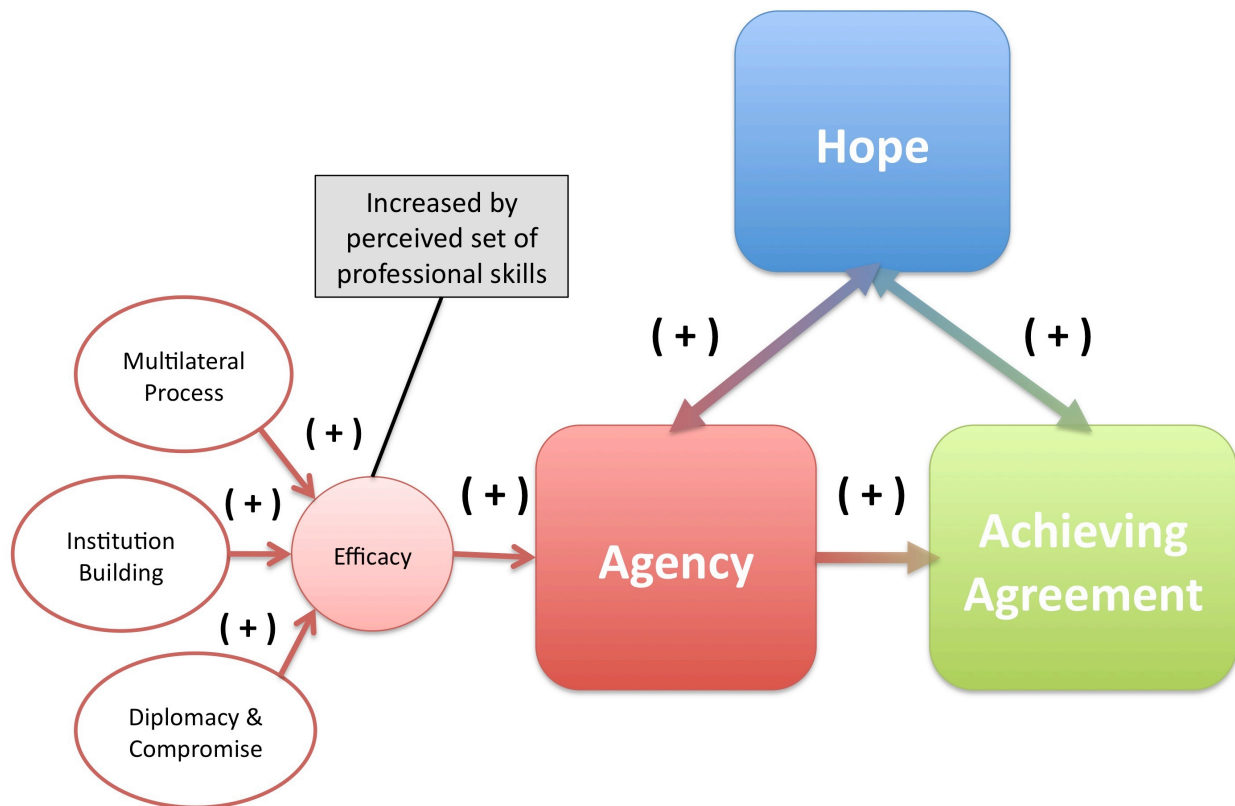 Hope
Increased by
perceived set of
professional skills
( + )
( + )
Multilateral
Process
( + )
( + )
( + )
( + )
Institution
Building
Efficacy
Agency
Achieving
Agreement
( + )
Diplomacy &
Compromise